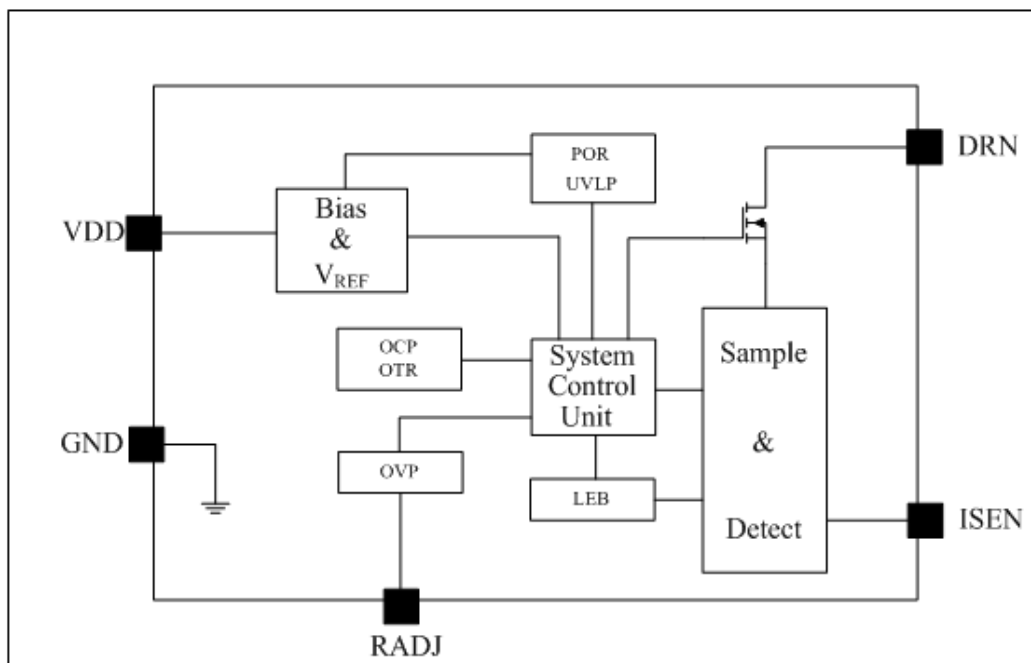 DRN
POR
UVLP
VDD
Bias
&
VREF
OCP
OTR
System
Control
Unit
Sample
&
Detect
GND
OVP
LEB
ISEN
RADJ